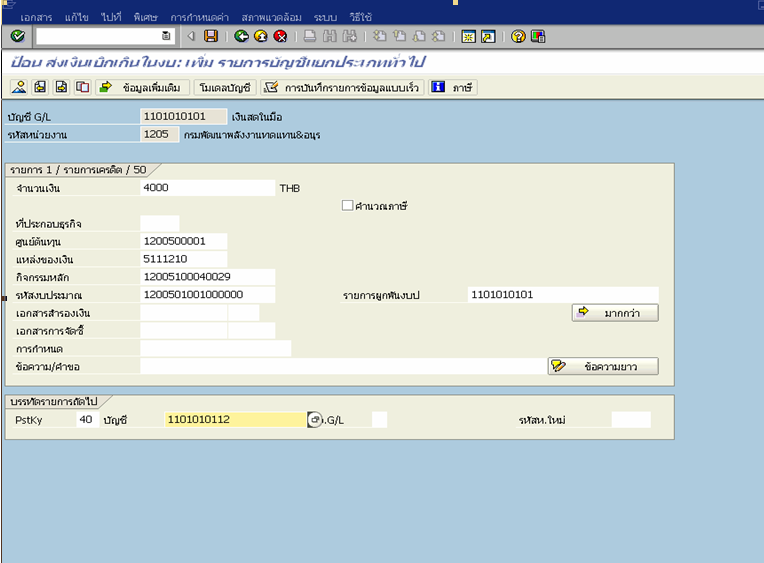 เอกสาร แก้ไข ไปที่ พิเศษ การกำหนดค่า สภาพแวดล้อม ระบบ วิธีใช้
ป้อน ส่งเงินเบิกเกินในงบ: เพิ่ม รายการบัญชีแยกประเภททั่วไป
ข้อมูลเพิ่มเติม โมเดลบัญชี การบันทึกรายการข้อมูลแบบเร็ว ภาษี
บัญชี G/L 1101010101 เงินสดในมือ
รหัสหน่วยงาน 1205 กรมพัฒนาพลังงานทดแทน&อนุร
รายการ 1 / รายการเครดิต / 50
จำนวนเงิน 4000 THB
คำนวณภาษี
ที่ประกอบธุรกิจ
ศูนย์ต้นทุน 1200500001
แหล่งของเงิน 5111210
กิจกรรมหลัก 12005100040029
รหัสงบประมาณ 1200501001000000 รายการผูกพันงบป 1101010101
เอกสารสำรองเงิน มากกว่า
เอกสารการจัดซื้
การกำหนด
ข้อความ/คำขอ ข้อความยาว
บรรทัดรายการถัดไป
PstKy 40 บัญชี 1101010112 .G/L รหัสห.ใหม่